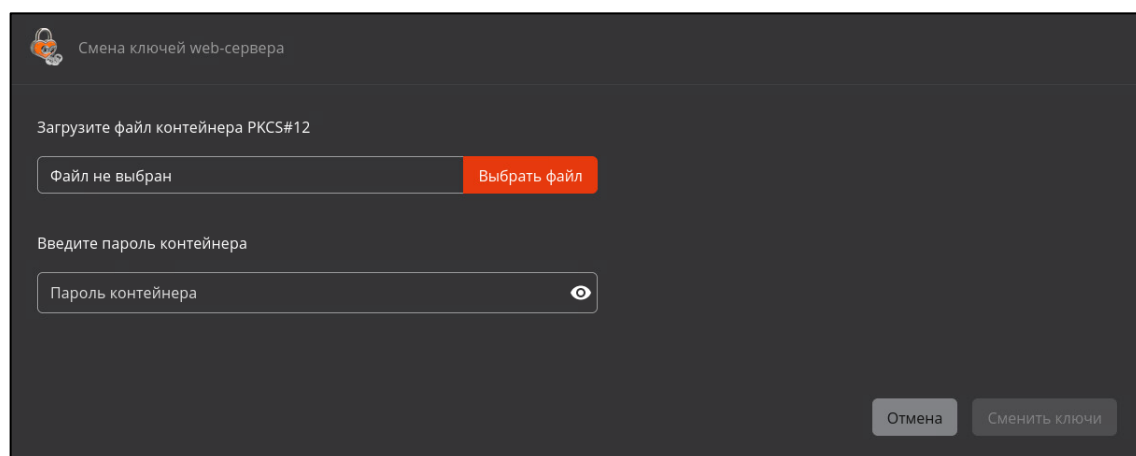 Смена ключей web-сервера
Загрузите файл контейнера PKCS#12
Файл не выбран
Выбрать файл
Введите пароль контейнера
Пароль контейнера
Отмена
Сменить ключи